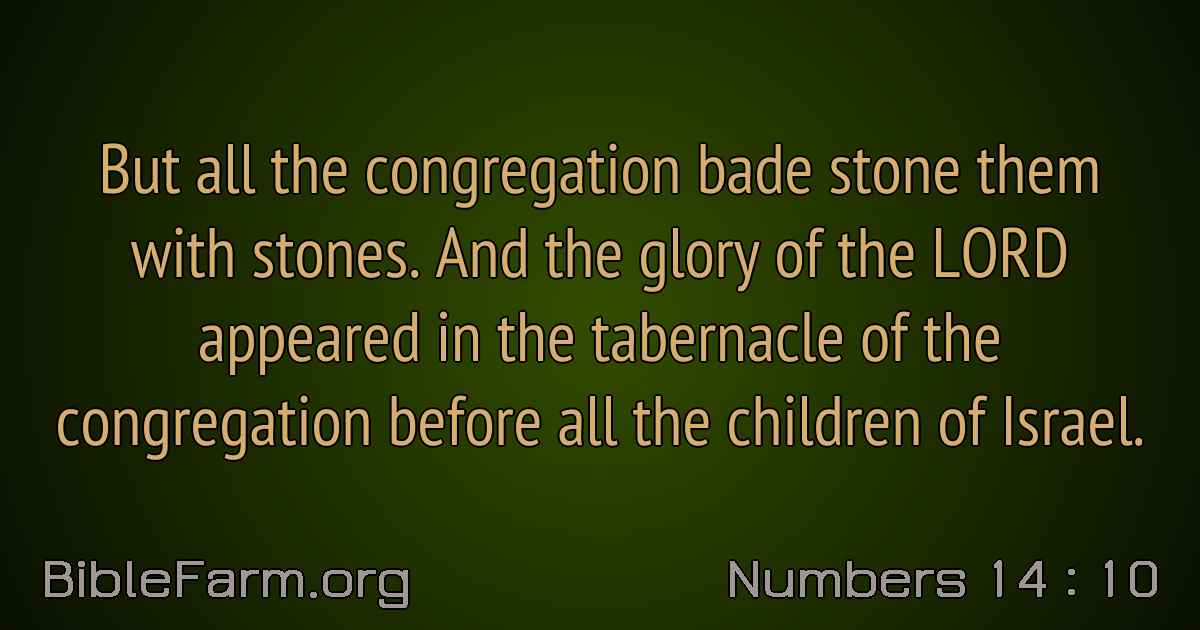 But all the congregation bade stone them
with stones. And the glory of the LORD
appeared in the tabernacle of the
congregation before all the children of Israel.
BibleFarm.org
Numbers 14 : 10